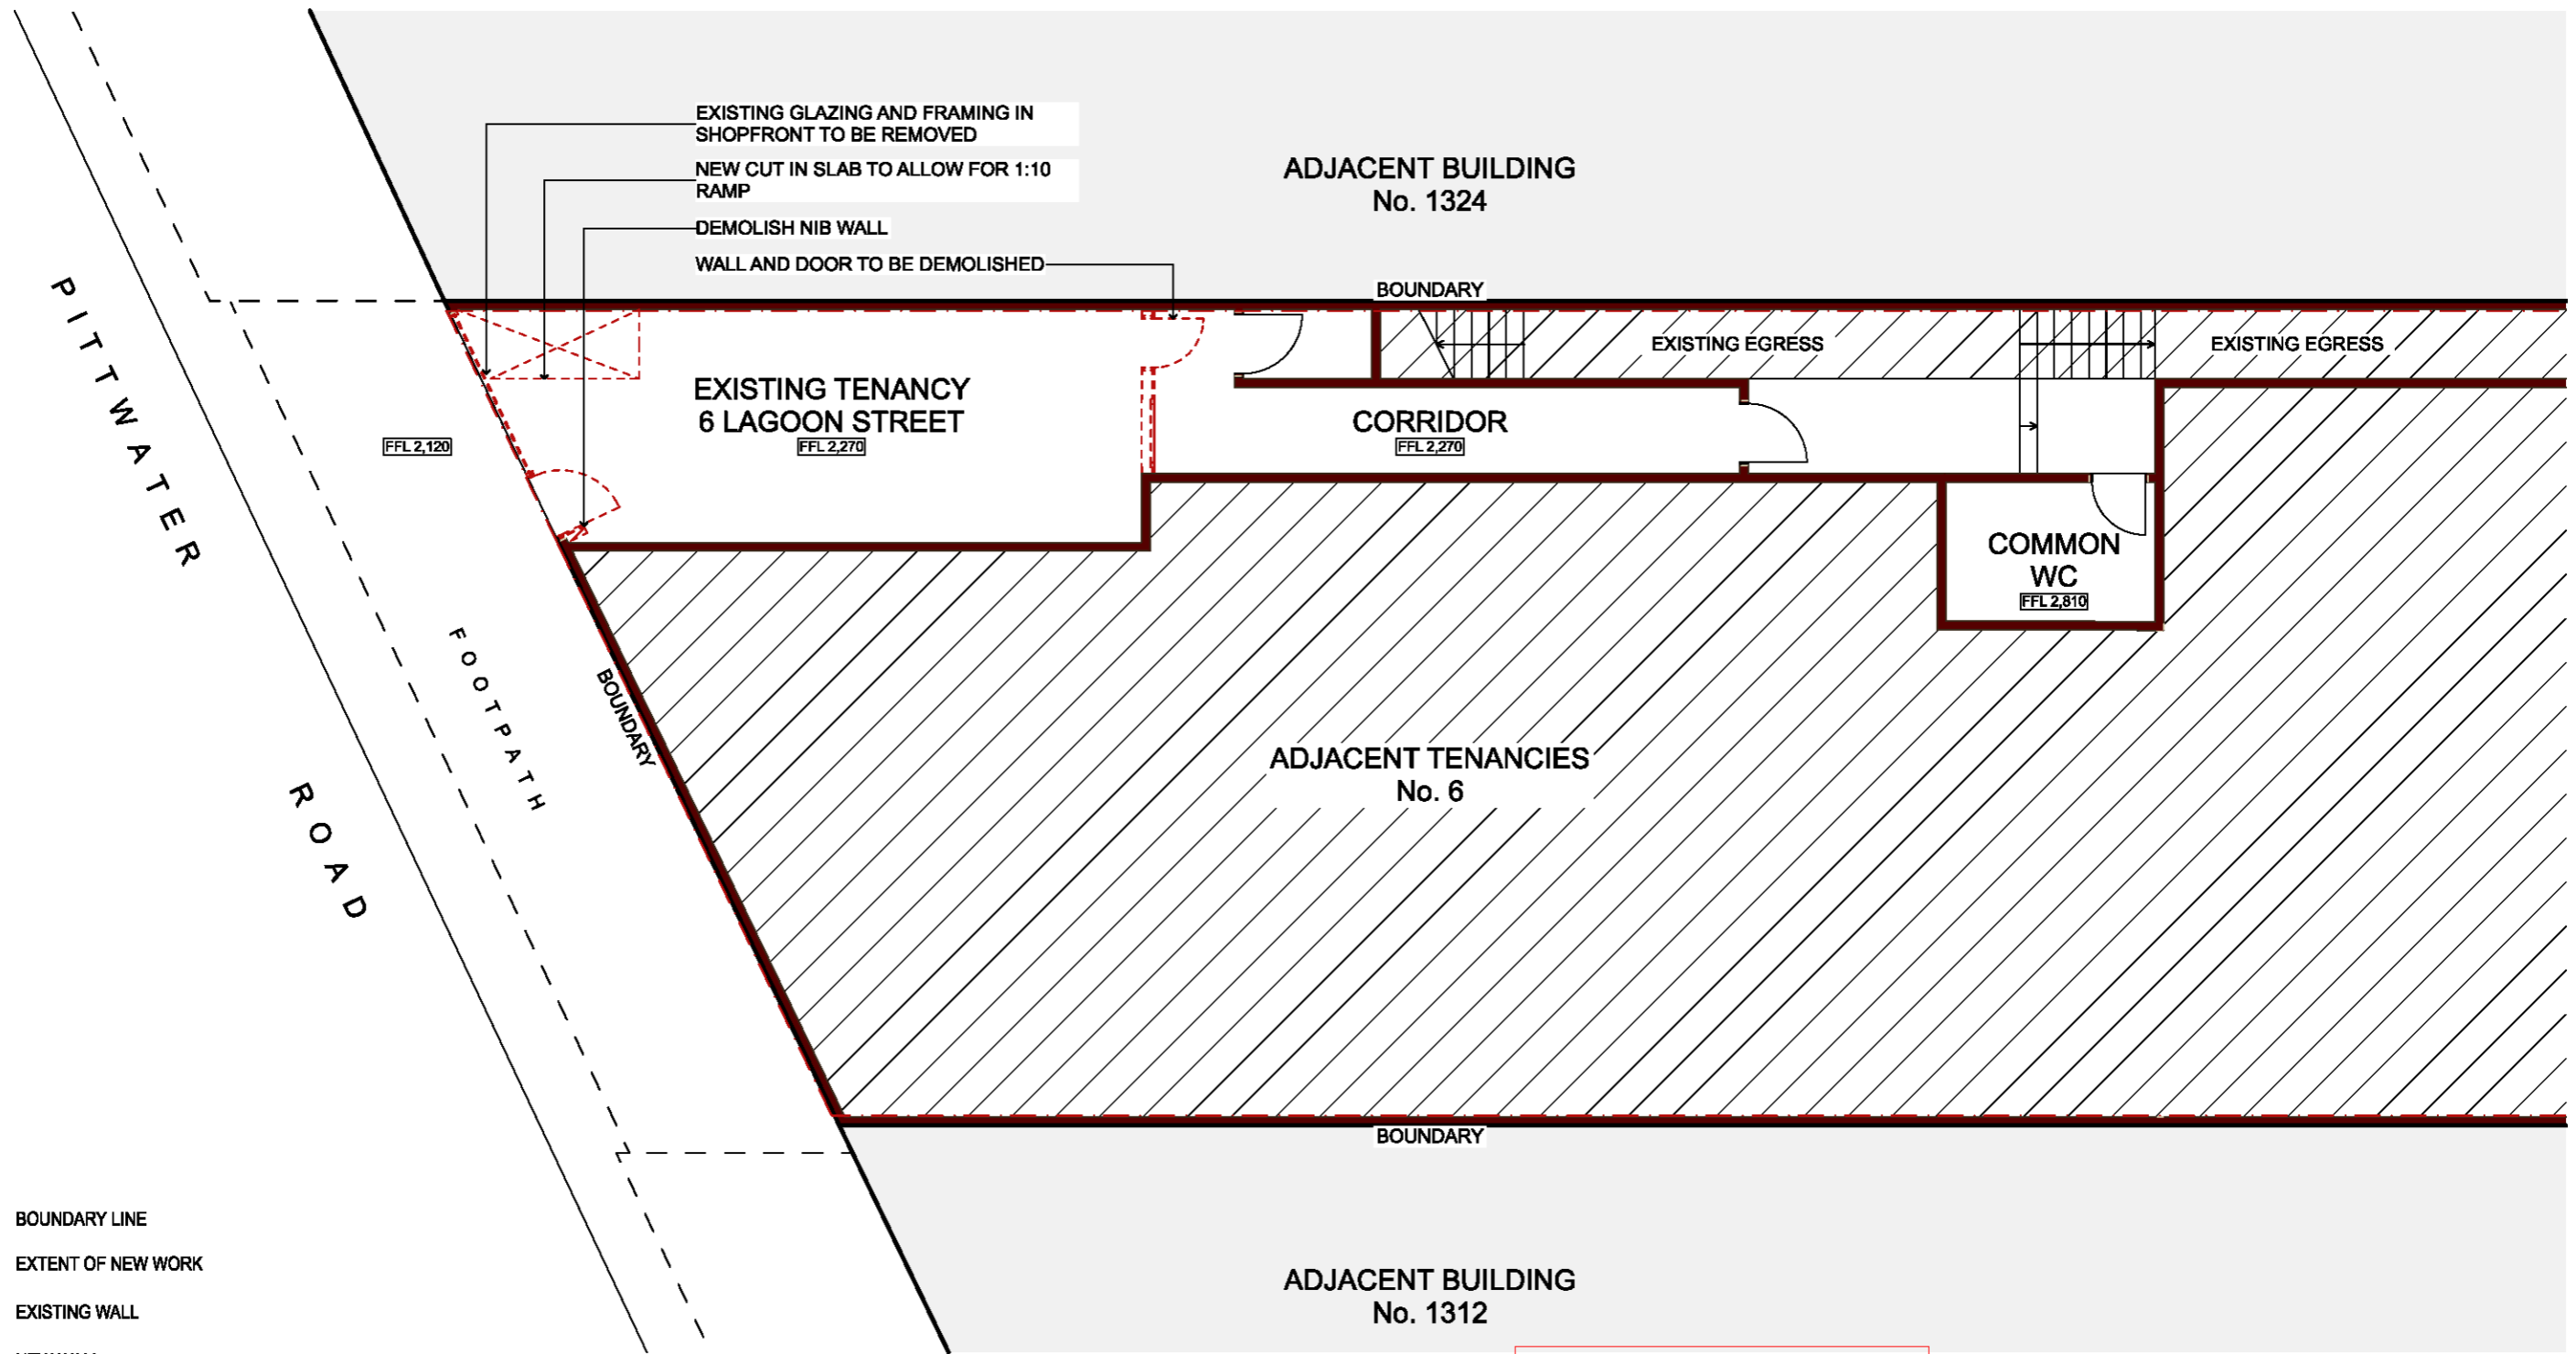 EXISTING GLAZING AND FRAMING IN
SHOPFRONT TO BE REMOVED
NEW CUT IN SLAB TO ALLOW FOR 1:10
RAMP
DEMOLISH NIB WALL
WALL AND DOOR TO BE DEMOLISHED
ADJACENT BUILDING
No. 1324
BOUNDARY
EXISTING EGRESS
EXISTING EGRESS
EXISTING TENANCY
6 LAGOON STREET
FFL 2,270
CORRIDOR
FFL 2,270
FFL 2,120
PITTWATER
ROAD
FOOTPATH
BOUNDARY
COMMON
WC
FFL 2,810
ADJACENT TENANCIES
No. 6
BOUNDARY
ADJACENT BUILDING
No. 1312
BOUNDARY LINE
EXTENT OF NEW WORK
EXISTING WALL